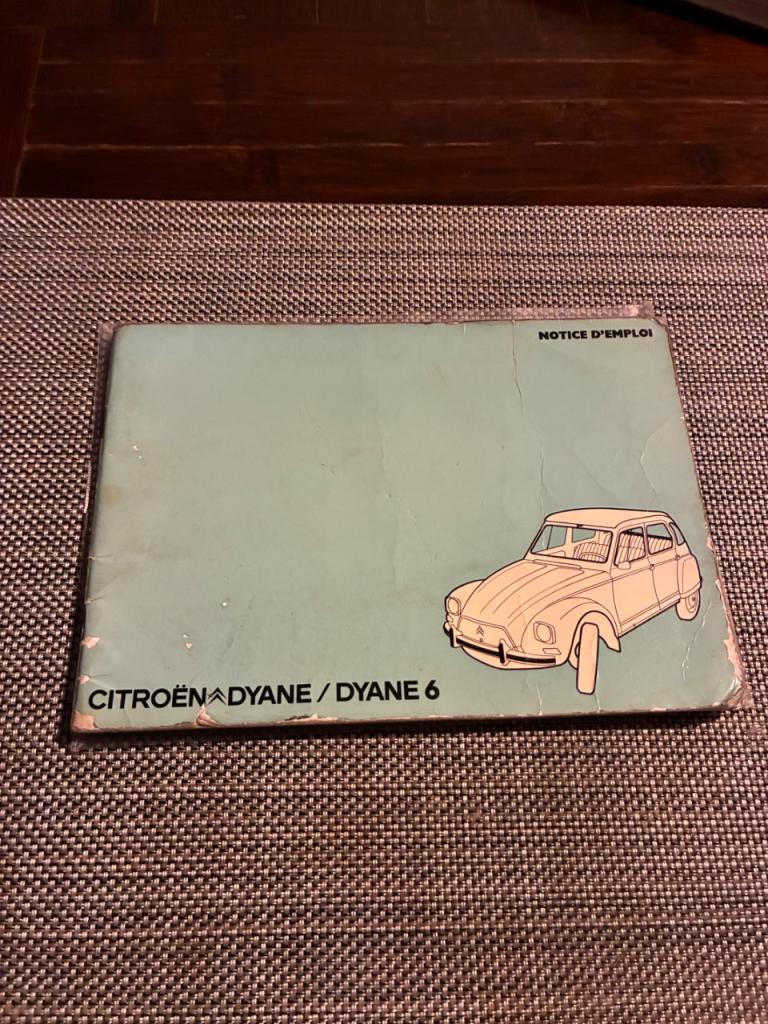 NOTICE D'EMPLOI
CITROËN DYANE / DYANE 6